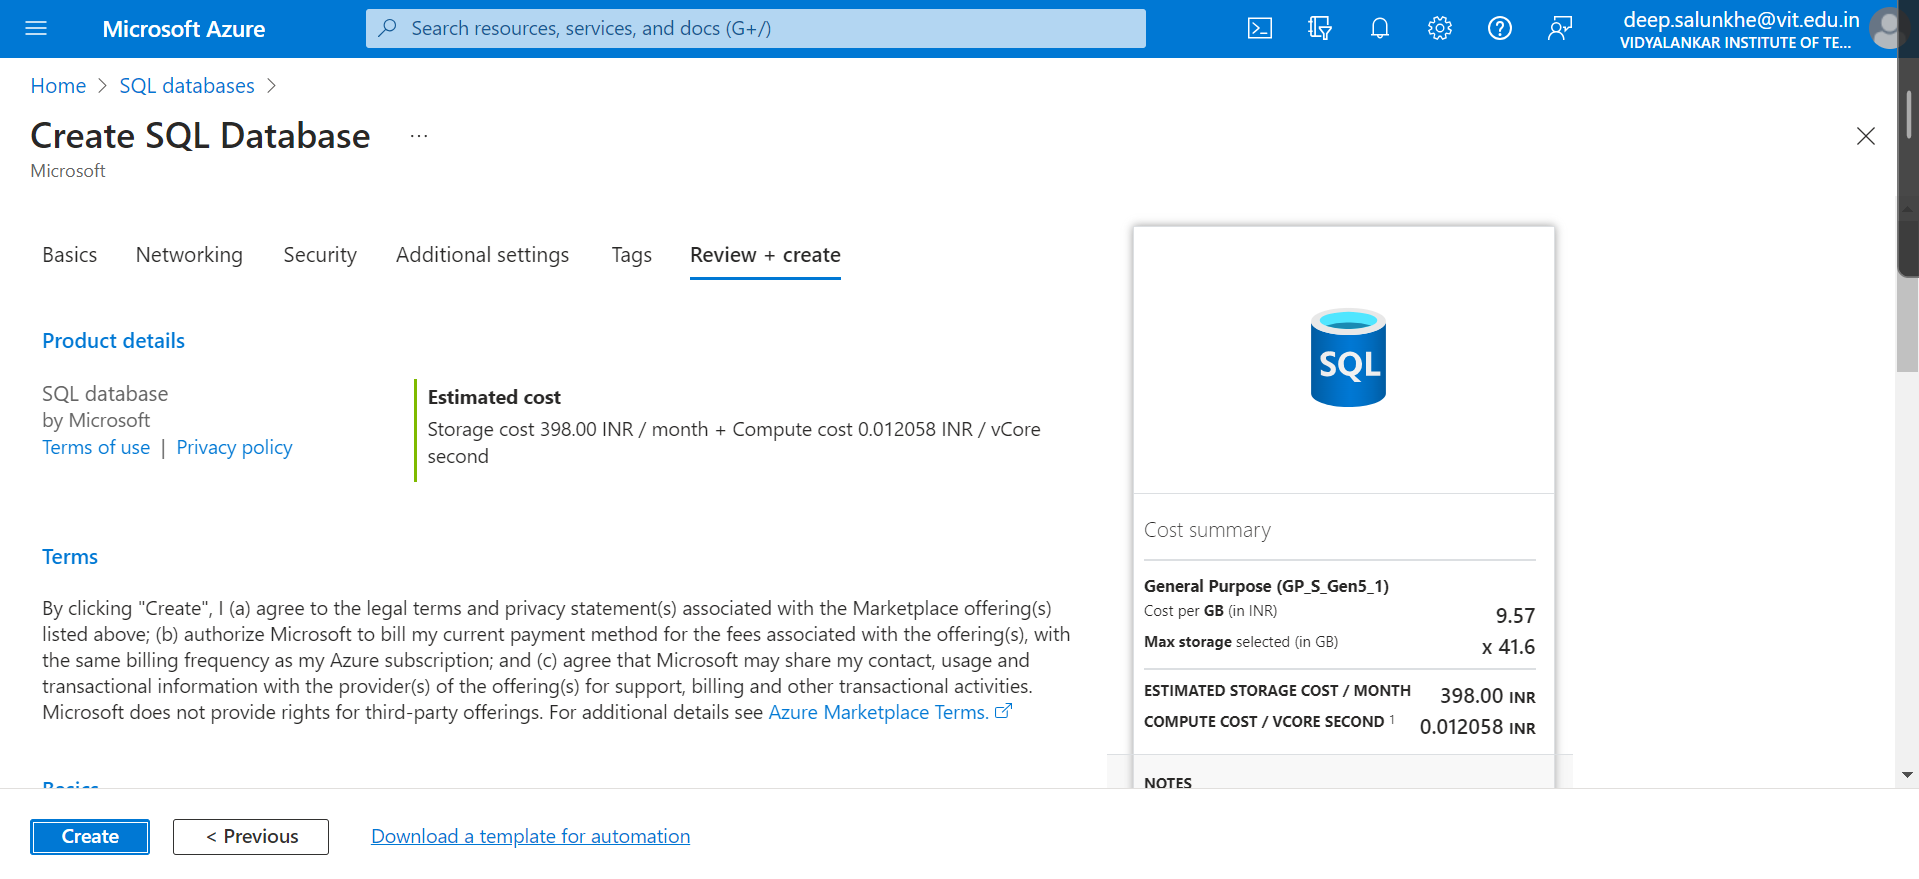 Microsoft Azure
Search resources, services, and docs (G+/)
deep.salunkhe@vit.edu.in
VIDYALANKAR INSTITUTE OF TE...
Home > SQL databases >
Create SQL Database ...
Microsoft
Basics Networking Security Additional settings Tags Review + create
Product details
SQL database
by Microsoft
Terms of use | Privacy policy
Estimated cost
Storage cost 398.00 INR / month + Compute cost 0.012058 INR / vCore
second
Terms
By clicking "Create", I (a) agree to the legal terms and privacy statement(s) associated with the Marketplace offering(s)
listed above; (b) authorize Microsoft to bill my current payment method for the fees associated with the offering(s), with
the same billing frequency as my Azure subscription; and (c) agree that Microsoft may share my contact, usage and
transactional information with the provider(s) of the offering(s) for support, billing and other transactional activities.
Microsoft does not provide rights for third-party offerings. For additional details see Azure Marketplace Terms.
Basics
SQL
Cost summary
General Purpose (GP_S_Gen5_1)
Cost per GB (in INR) 9.57
Max storage selected (in GB) x 41.6
ESTIMATED STORAGE COST / MONTH 398.00 INR
COMPUTE COST / VCORE SECOND 1 0.012058 INR
NOTES
Create < Previous Download a template for automation